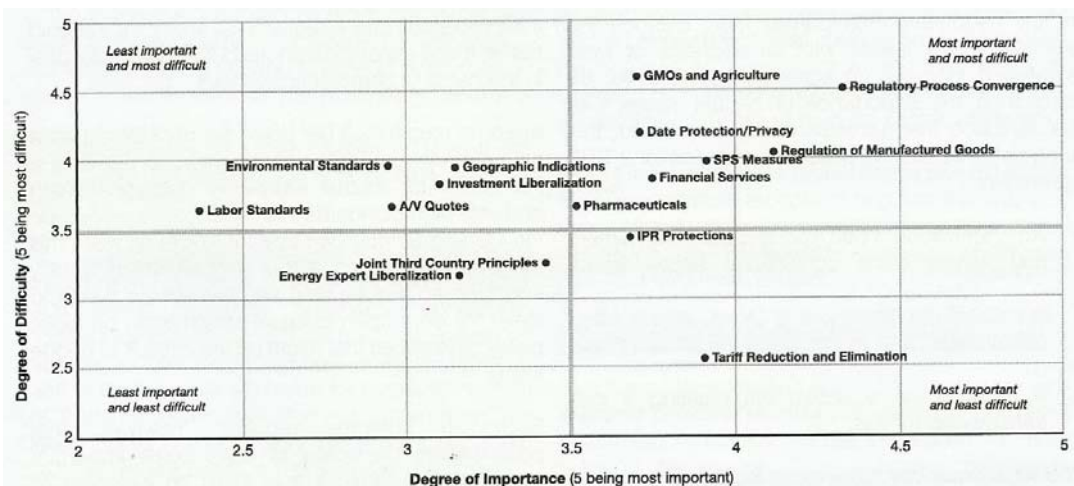 5
Least important
and most difficult
Most important
and most difficult
GMOs and Agriculture
4.5
Regulatory Process Convergence
Date Protection/Privacy
Regulation of Manufactured Goods
4
Environmental Standards
Geographic Indications
SPS Measures
Investment Liberalization
Financial Services
Labor Standards
A/V Quotes
Pharmaceuticals
3.5
IPR Protections
Joint Third Country Principles
Energy Expert Liberalization
3
Tariff Reduction and Elimination
2.5
Least important
and least difficult
Most important
and least difficult
2
Degree of Difficulty (5 being most difficult)
2 2.5 3 3.5 4 4.5 5
Degree of Importance (5 being most important)